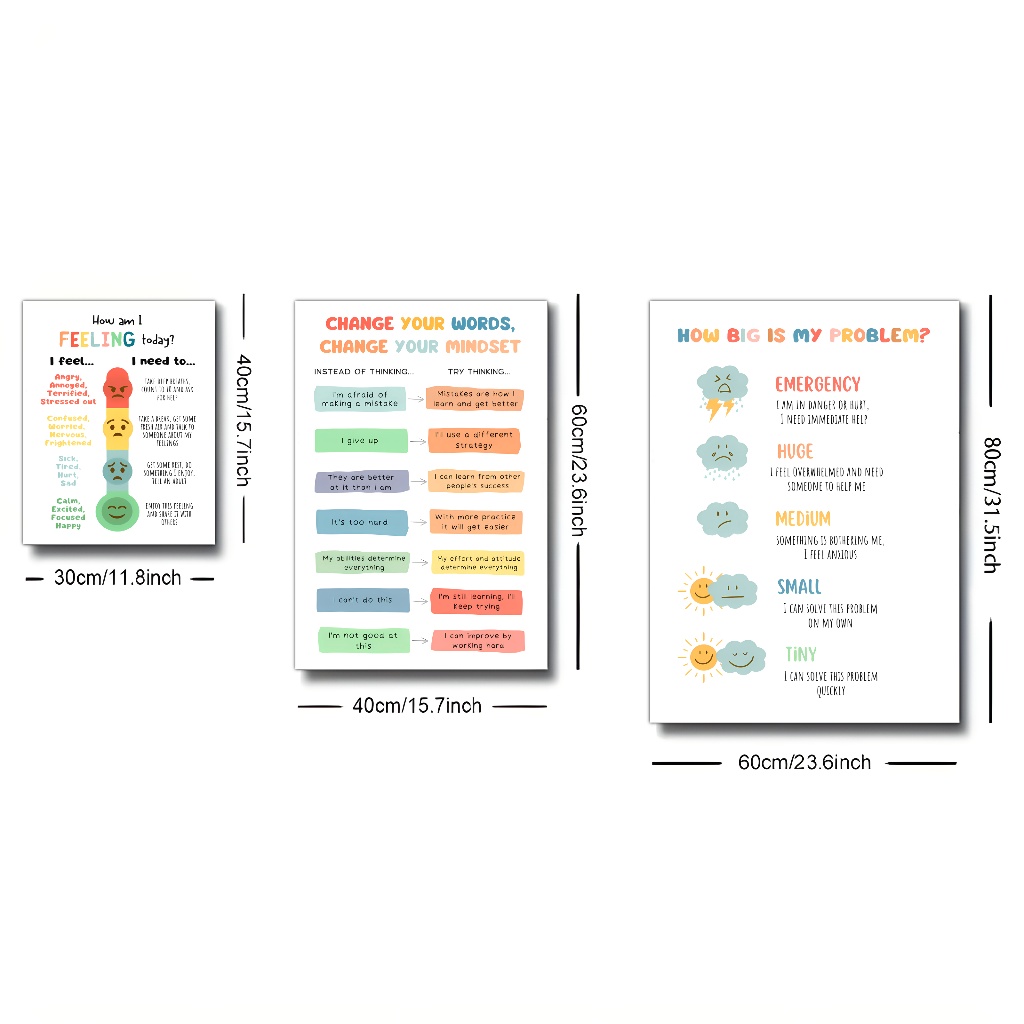 How am I
FEELING today?
I feel...
I need to...
Angry,
Annoyed,
Terrified,
Stressed out
TAKE DEEP BREATHS,
COUNT TO 10 AND ASK
FOR HELP
Confused,
Worried,
Nervous,
Frightened
TAKE A BREAK, GET SOME
FRESH AIR AND TALK TO
SOMEONE ABOUT MY
FEELINGS
Sick,
Tired,
Hurt,
Sad
GET SOME REST, DO
SOMETHING I ENJOY,
TELL AN ADULT
Calm,
Excited,
Focused
Happy
ENJOY THIS FEELING
AND SHARE IT WITH
OTHERS
40cm/15.7inch
30cm/11.8inch
CHANGE YOUR WORDS,
CHANGE YOUR MINDSET
INSTEAD OF THINKING...
TRY THINKING...
I'm afraid of
making a mistake
Mistakes are how I
learn and get better
I give up
I'll use a different
strategy
They are better
at it than I am
I can learn from other
people's success
It's too hard
With more practice
it will get easier
My abilities determine
everything
My effort and attitude
determine everything
I can't do this
I'm still learning, I'll
keep trying
I'm not good at
this
I can improve by
working hard
60cm/23.6inch
40cm/15.7inch
HOW BIG IS MY PROBLEM?
EMERGENCY
I AM IN DANGER OR HURT,
I NEED IMMEDIATE HELP
HUGE
I FEEL OVERWHELMED AND NEED
SOMEONE TO HELP ME
MEDIUM
SOMETHING IS BOTHERING ME,
I FEEL ANXIOUS
SMALL
I CAN SOLVE THIS PROBLEM
ON MY OWN
TINY
I CAN SOLVE THIS PROBLEM
QUICKLY
80cm/31.5inch
60cm/23.6inch